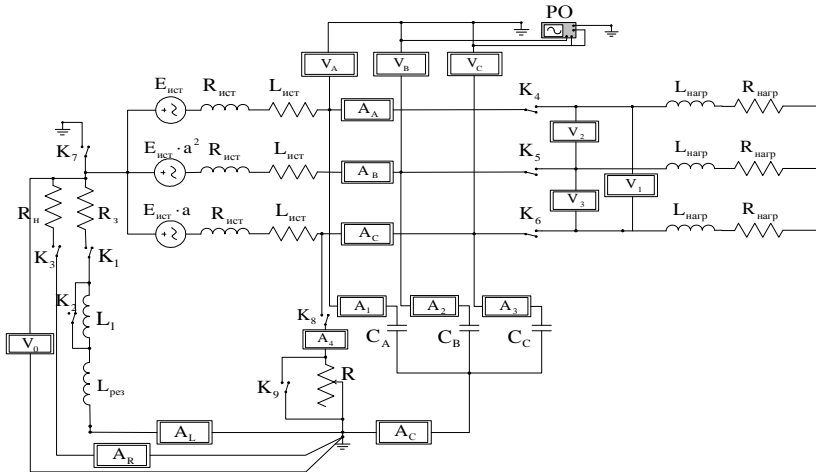 PO
V_A
V_B
V_C
E_ист
R_ист
L_ист
A_A
K_4
L_нагр
R_нагр
K_7
E_ист · a²
R_ист
L_ист
A_B
V_2
K_5
L_нагр
R_нагр
V_1
R_н
R_з
E_ист · a
R_ист
L_ист
A_C
V_3
K_6
L_нагр
R_нагр
K_3
K_1
K_2
L_1
K_8
A_1
A_2
A_3
A_4
C_A
C_B
C_C
V_0
L_рез
K_9
R
A_L
A_C
A_R